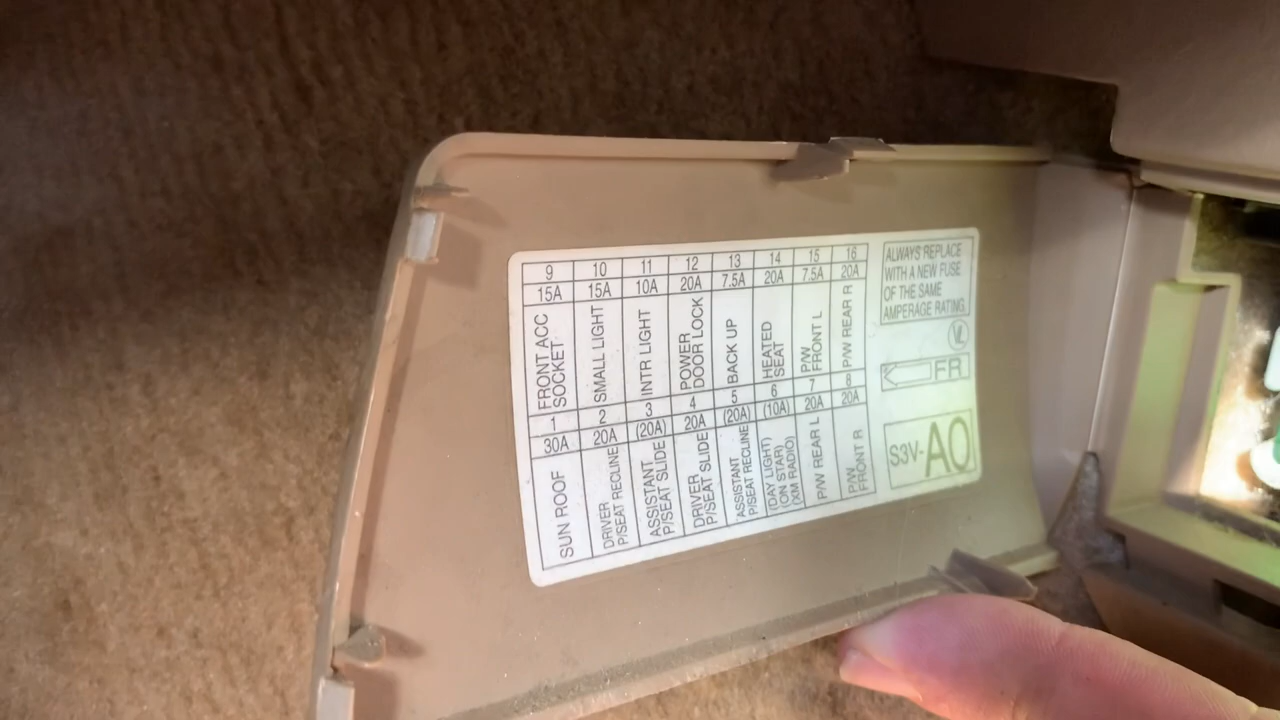 9 10 11 12 13 14 15 16
15A 15A 10A 20A 7.5A 20A 7.5A 20A
FRONT ACC
SOCKET
SMALL LIGHT
INTR LIGHT
POWER
DOOR LOCK
BACK UP
HEATED
SEAT
P/W
FRONT L
P/W REAR R
1 2 3 4 5 6 7 8
30A 20A (20A) 20A (20A) (10A) 20A 20A
SUN ROOF
DRIVER
P/SEAT RECLINE
ASSISTANT
P/SEAT SLIDE
DRIVER
P/SEAT SLIDE
ASSISTANT
P/SEAT RECLINE
(DAY LIGHT)
(ON STAR)
(XM RADIO)
P/W REAR L
P/W
FRONT R
ALWAYS REPLACE
WITH A NEW FUSE
OF THE SAME
AMPERAGE RATING.
FR
S3V-A0